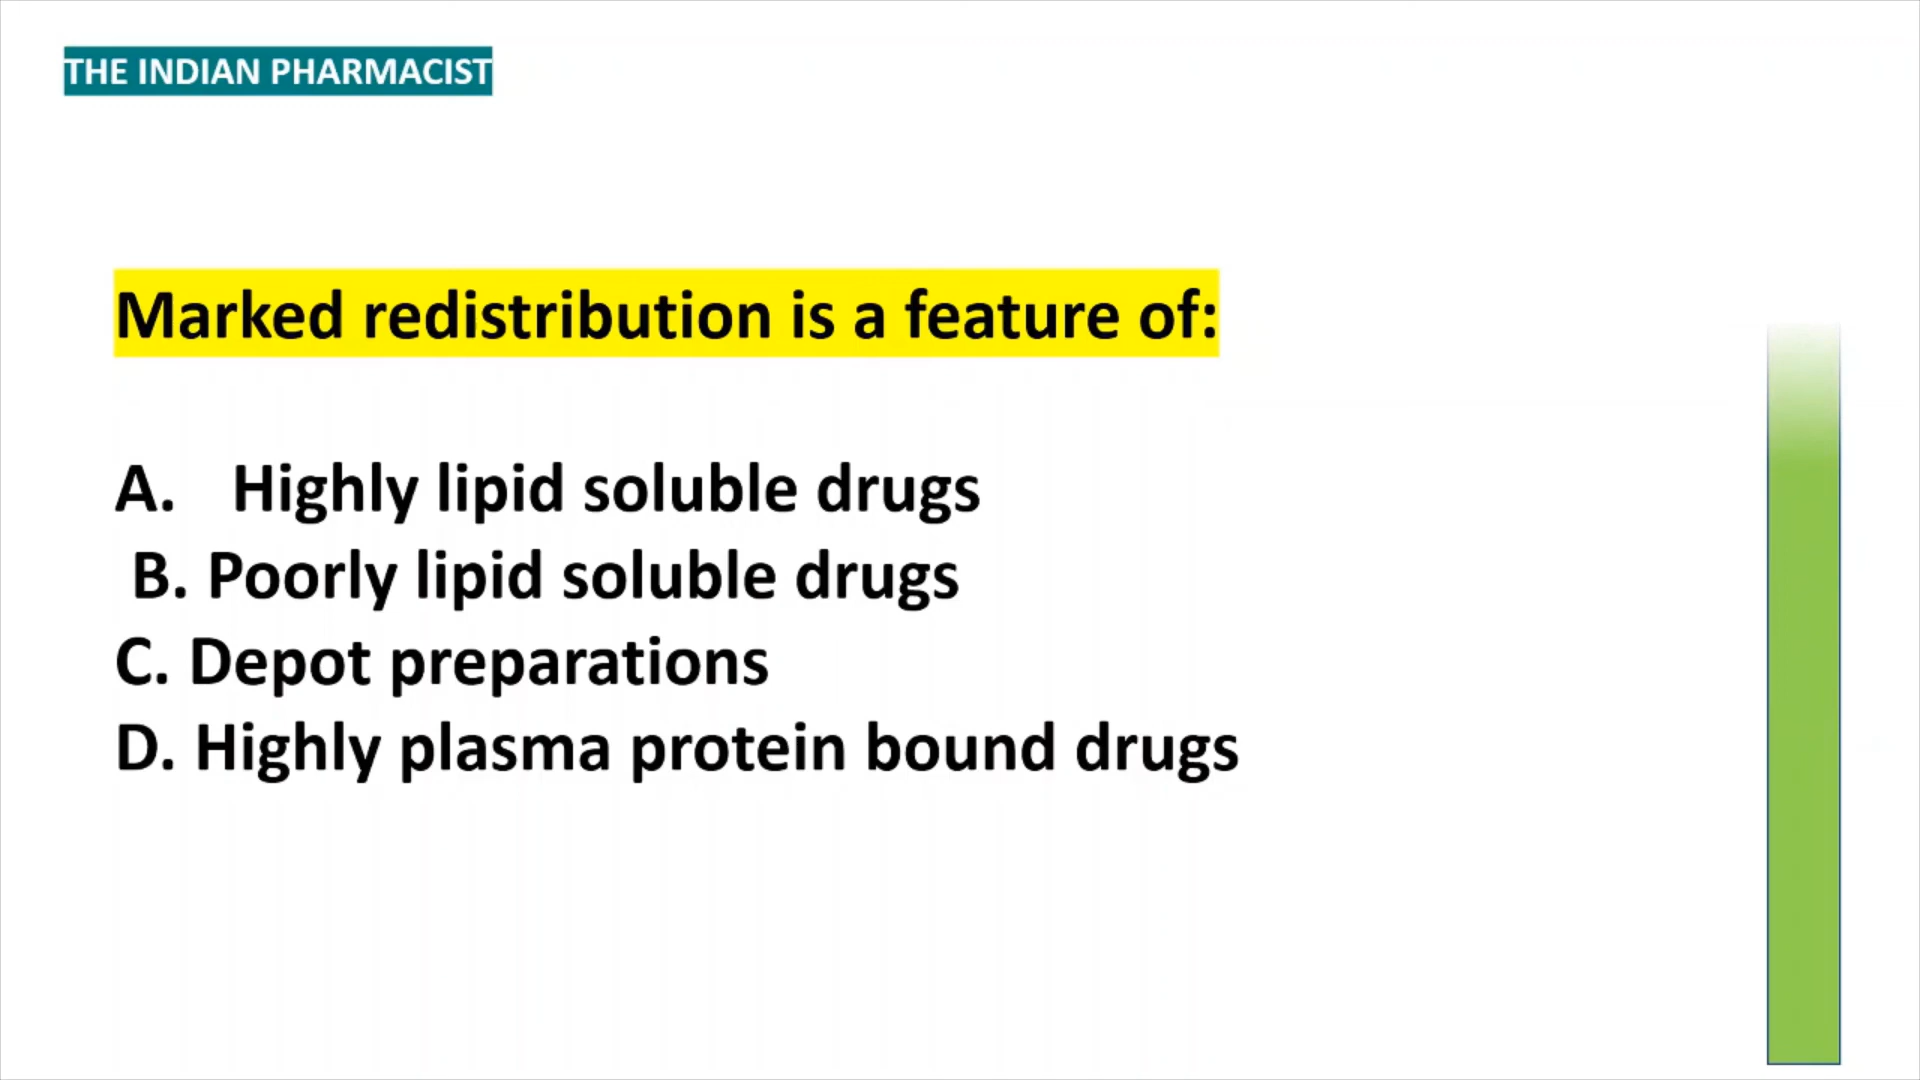 THE INDIAN PHARMACIST
Marked redistribution is a feature of:
A. Highly lipid soluble drugs
B. Poorly lipid soluble drugs
C. Depot preparations
D. Highly plasma protein bound drugs